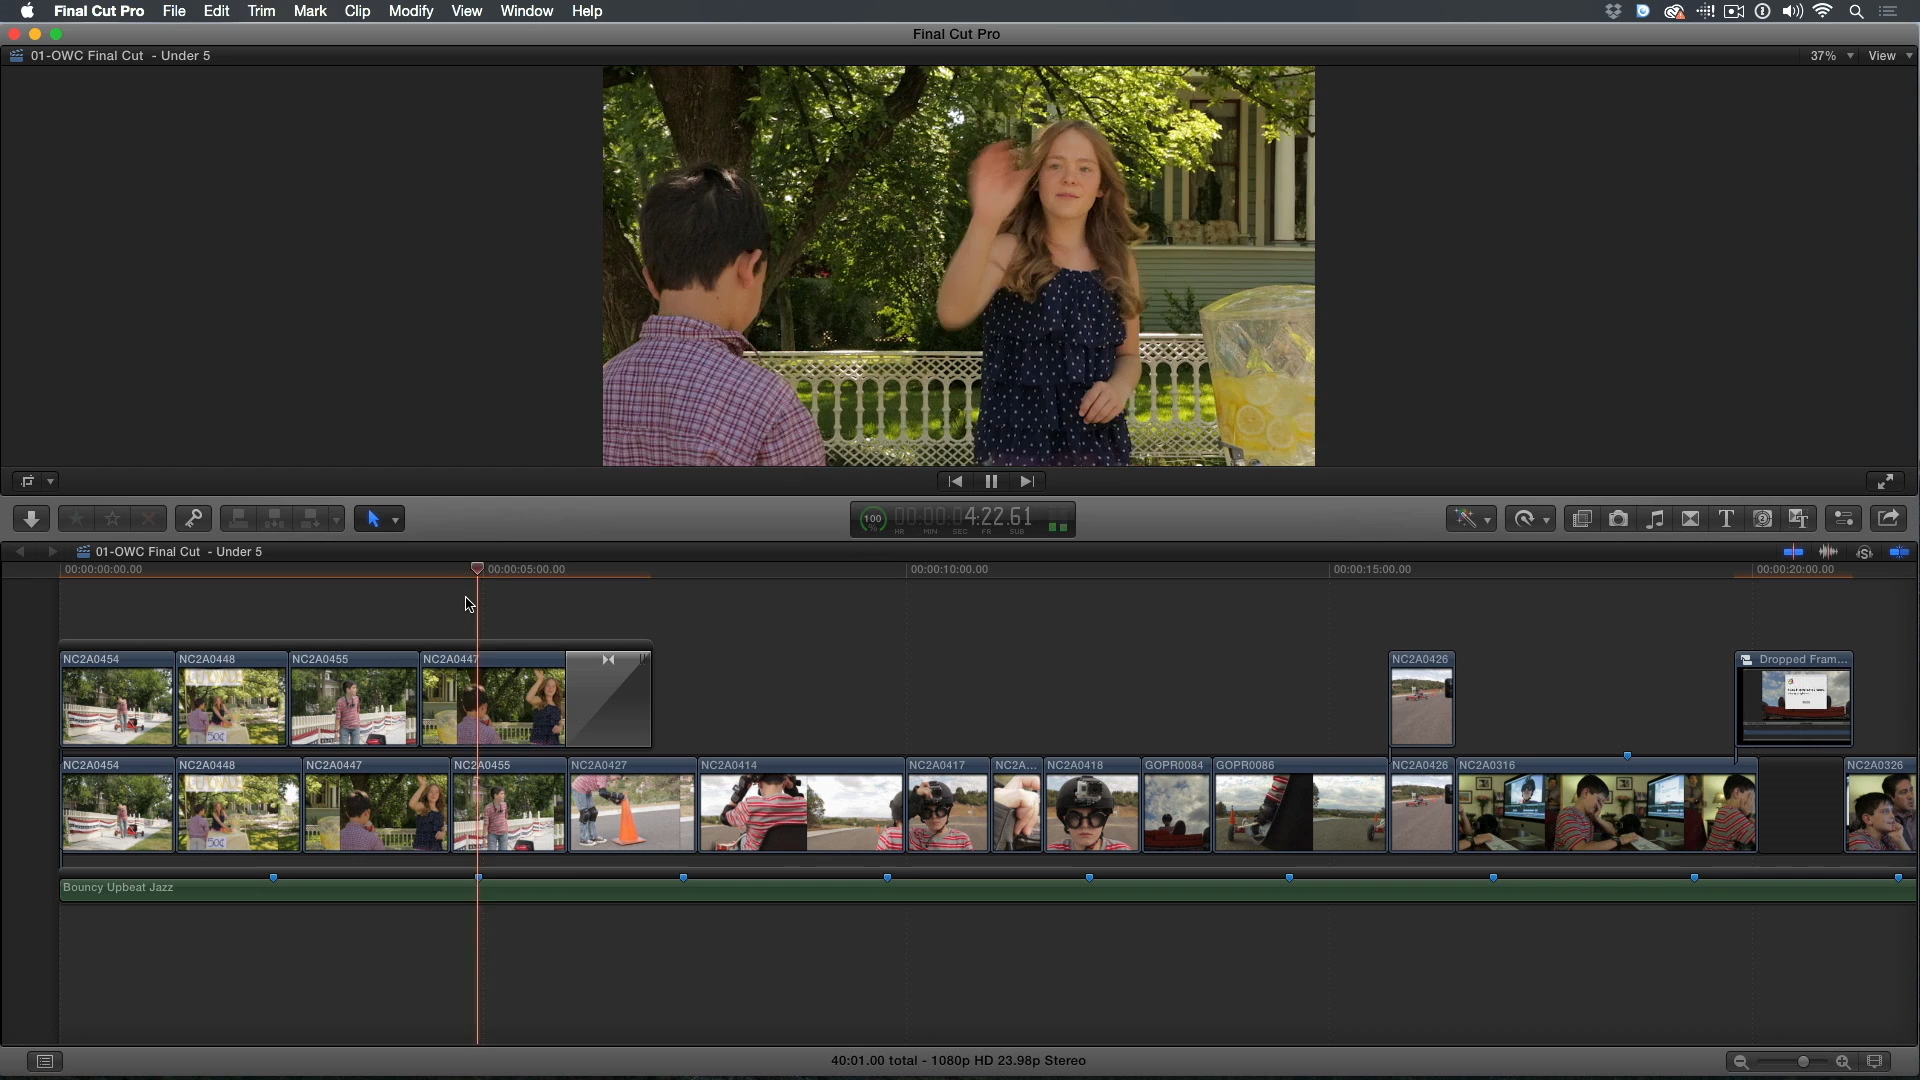 Final Cut Pro File Edit Trim Mark Clip Modify View Window Help
Final Cut Pro
01-OWC Final Cut - Under 5 37% View
100 % 00:00:04:22.61
HR MIN SEC FR SUB
01-OWC Final Cut - Under 5
00:00:00:00.00 00:00:05:00.00 00:00:10:00.00 00:00:15:00.00 00:00:20:00.00
NC2A0454 NC2A0448 NC2A0455 NC2A0447 NC2A0426 Dropped Fram...
50¢
NC2A0454 NC2A0448 NC2A0447 NC2A0455 NC2A0427 NC2A0414 NC2A0417 NC2A... NC2A0418 GOPR0084 GOPR0086 NC2A0426 NC2A0316 NC2A0326
50¢
Bouncy Upbeat Jazz
40:01.00 total - 1080p HD 23.98p Stereo